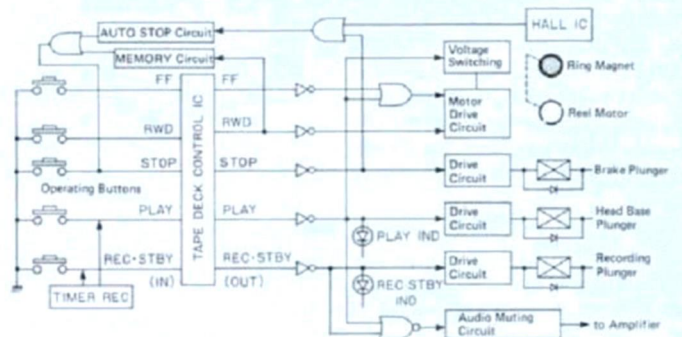 AUTO STOP Circuit
HALL IC
MEMORY Circuit
Voltage
Switching
Ring Magnet
FF
FF
Motor
Drive
Circuit
Reel Motor
RWD
RWD
TAPE DECK CONTROL IC
STOP
STOP
Drive
Circuit
Brake Plunger
Operating Buttons
PLAY
PLAY
Drive
Circuit
Head Base
Plunger
PLAY IND
REC-STBY
REC-STBY
Drive
Circuit
Recording
Plunger
(IN)
(OUT)
REC STBY
IND
TIMER REC
Audio Muting
Circuit
to Amplifier